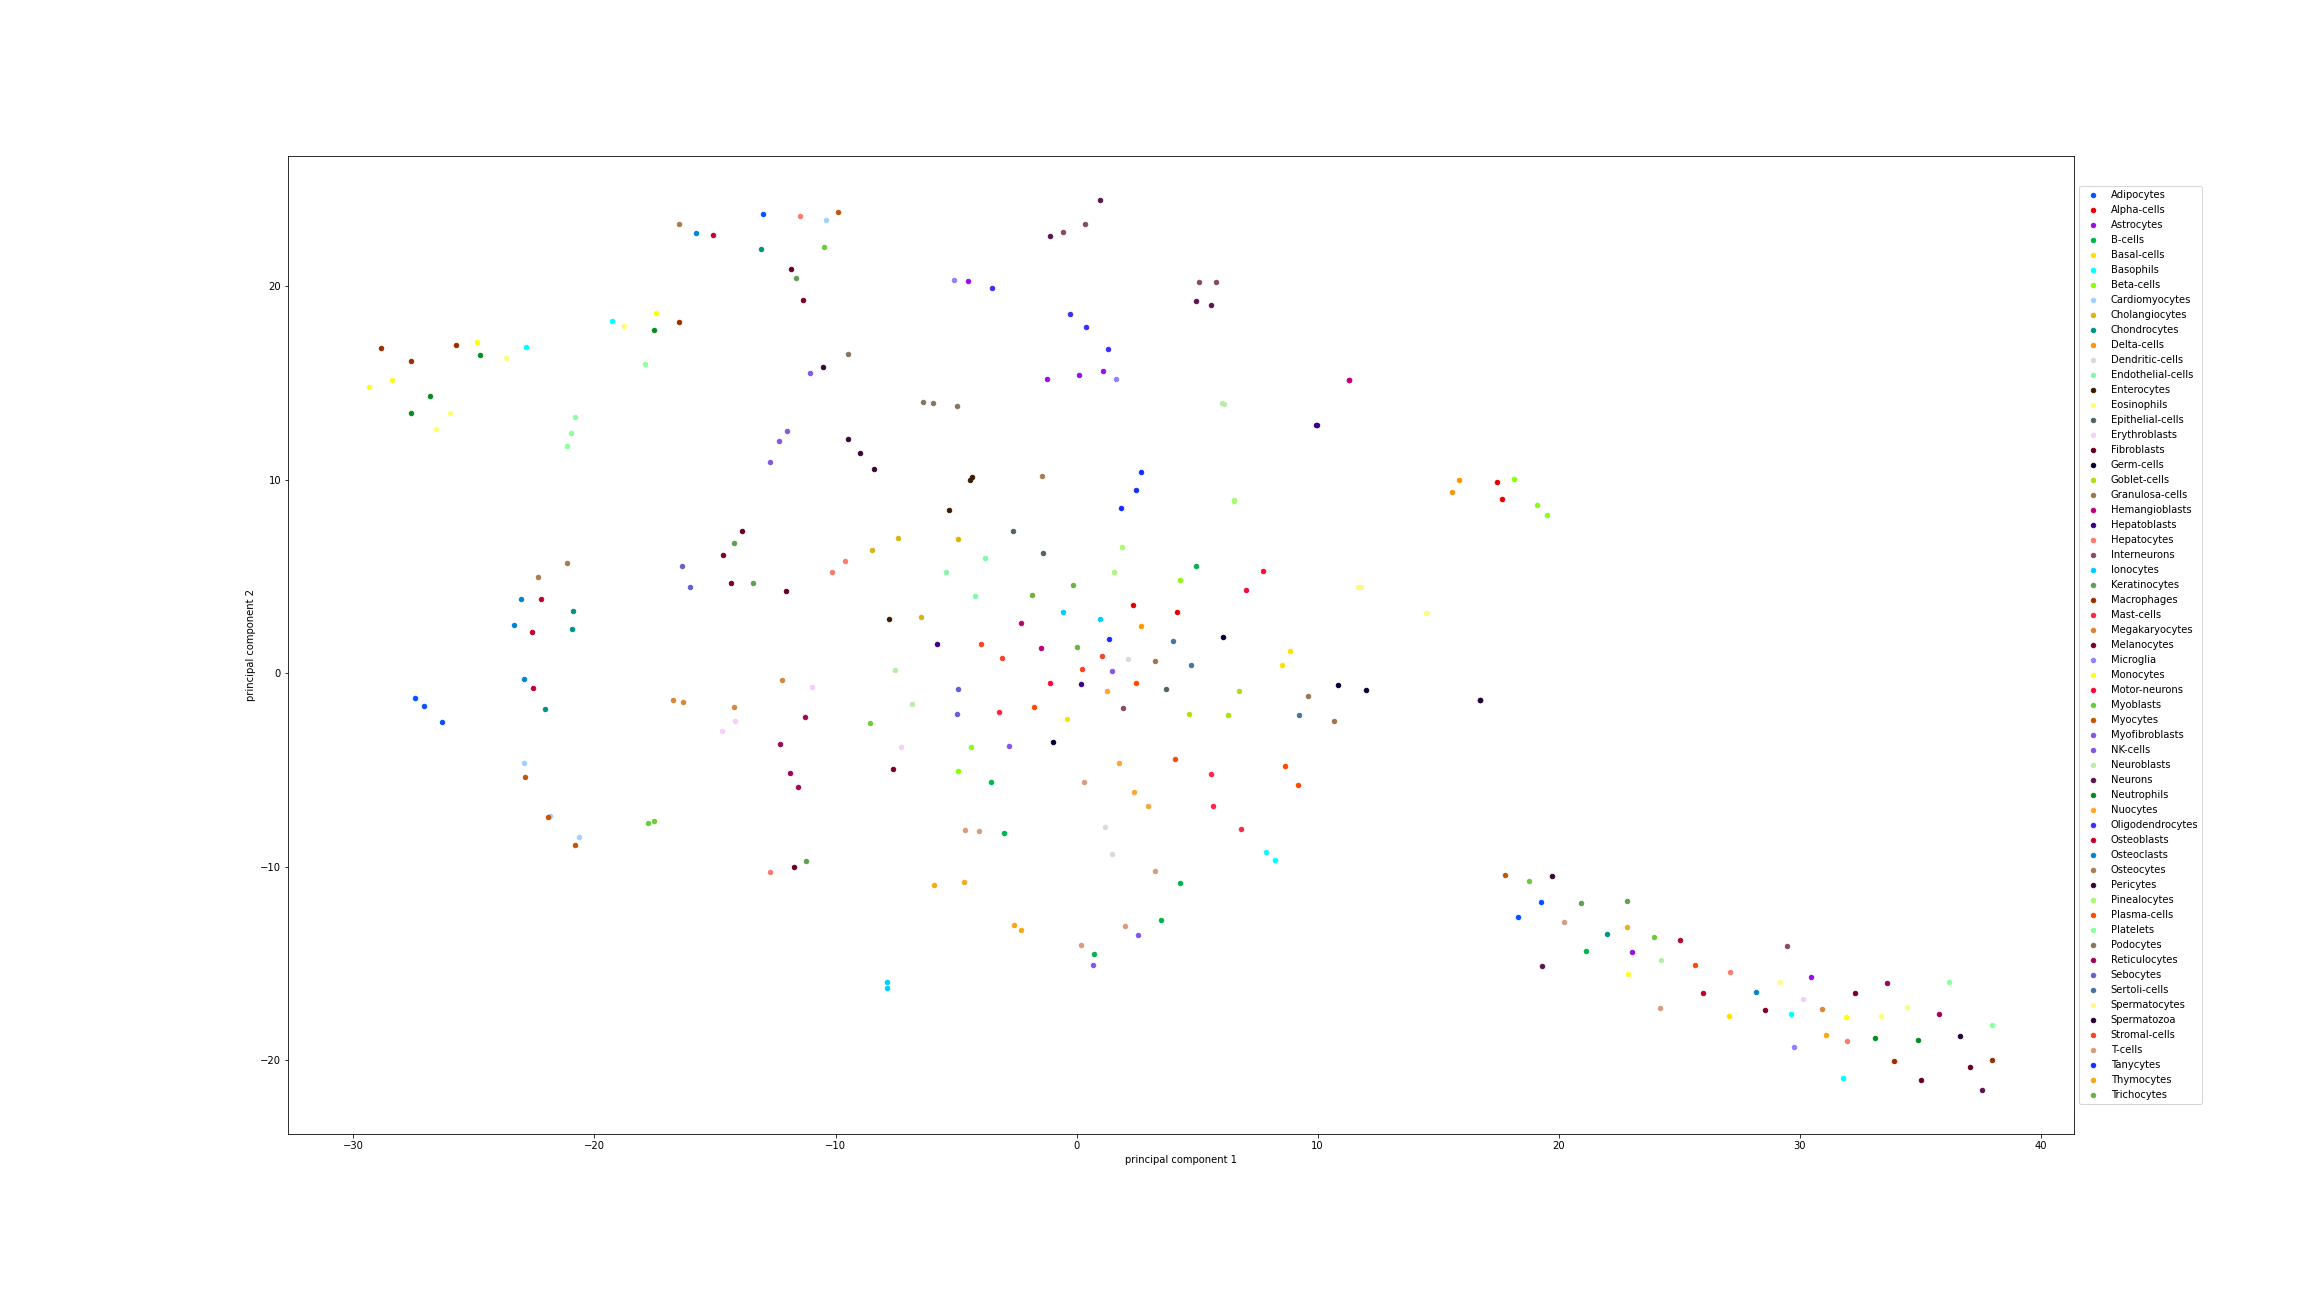 20
10
0
−10
−20
principal component 2
−30
−20
−10
0
10
20
30
40
principal component 1
Adipocytes
Alpha-cells
Astrocytes
B-cells
Basal-cells
Basophils
Beta-cells
Cardiomyocytes
Cholangiocytes
Chondrocytes
Delta-cells
Dendritic-cells
Endothelial-cells
Enterocytes
Eosinophils
Epithelial-cells
Erythroblasts
Fibroblasts
Germ-cells
Goblet-cells
Granulosa-cells
Hemangioblasts
Hepatoblasts
Hepatocytes
Interneurons
Ionocytes
Keratinocytes
Macrophages
Mast-cells
Megakaryocytes
Melanocytes
Microglia
Monocytes
Motor-neurons
Myoblasts
Myocytes
Myofibroblasts
NK-cells
Neuroblasts
Neurons
Neutrophils
Nuocytes
Oligodendrocytes
Osteoblasts
Osteoclasts
Osteocytes
Pericytes
Pinealocytes
Plasma-cells
Platelets
Podocytes
Reticulocytes
Sebocytes
Sertoli-cells
Spermatocytes
Spermatozoa
Stromal-cells
T-cells
Tanycytes
Thymocytes
Trichocytes